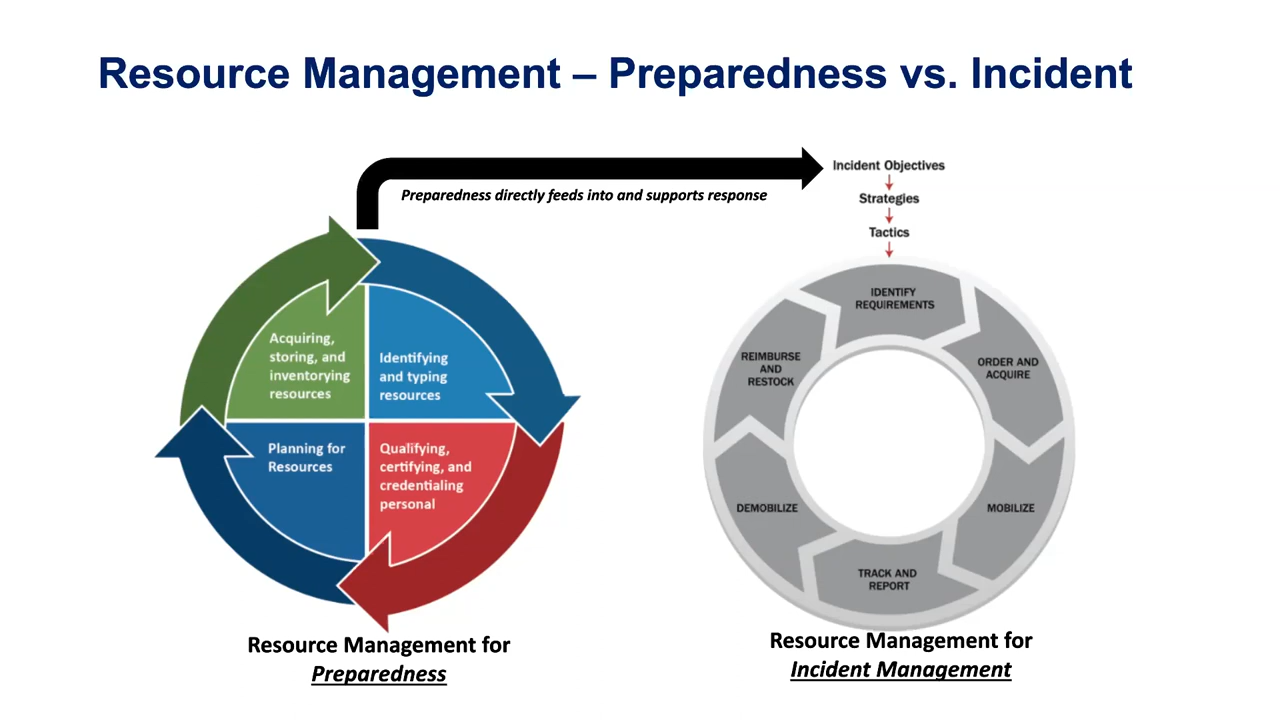 Resource Management – Preparedness vs. Incident
Preparedness directly feeds into and supports response
Incident Objectives
Strategies
Tactics
Acquiring,
storing, and
inventorying
resources
Identifying
and typing
resources
Planning for
Resources
Qualifying,
certifying, and
credentialing
personal
Resource Management for
Preparedness
IDENTIFY
REQUIREMENTS
ORDER AND
ACQUIRE
MOBILIZE
TRACK AND
REPORT
DEMOBILIZE
REIMBURSE
AND
RESTOCK
Resource Management for
Incident Management